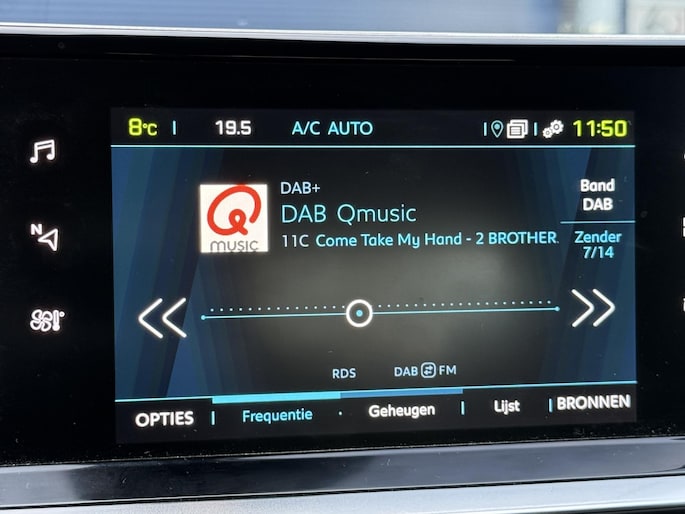 8°C 19.5 A/C AUTO 11:50
N
DAB+
DAB Qmusic
11C Come Take My Hand - 2 BROTHER
Q
MUSIC
Band
DAB
Zender
7/14
RDS DAB FM
OPTIES Frequentie Geheugen Lijst BRONNEN